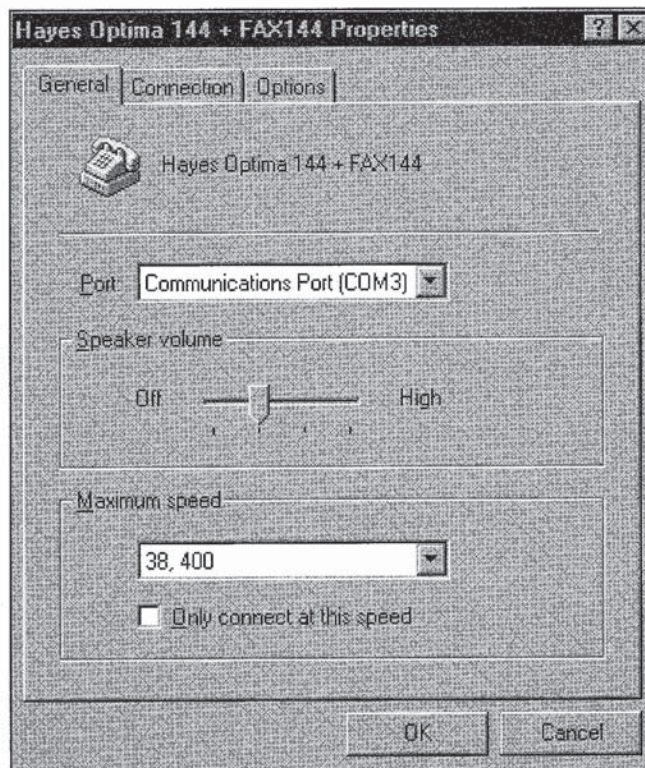 Hayes Optima 144 + FAX144 Properties
General Connection Options
Hayes Optima 144 + FAX144
Port: Communications Port (COM3)
Speaker volume
Off High
Maximum speed
38, 400
Only connect at this speed
OK Cancel